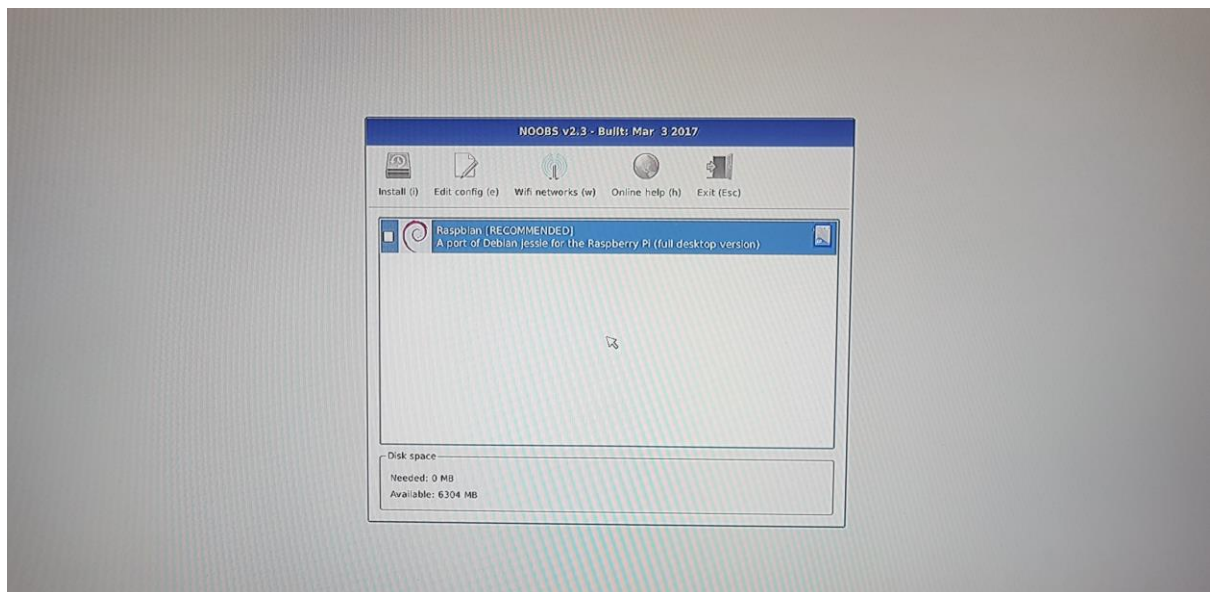 NOOBS v2.3 - Built: Mar 3 2017
Install (i) Edit config (e) Wifi networks (w) Online help (h) Exit (Esc)
Raspbian [RECOMMENDED]
A port of Debian jessie for the Raspberry Pi (full desktop version)
Disk space
Needed: 0 MB
Available: 6304 MB